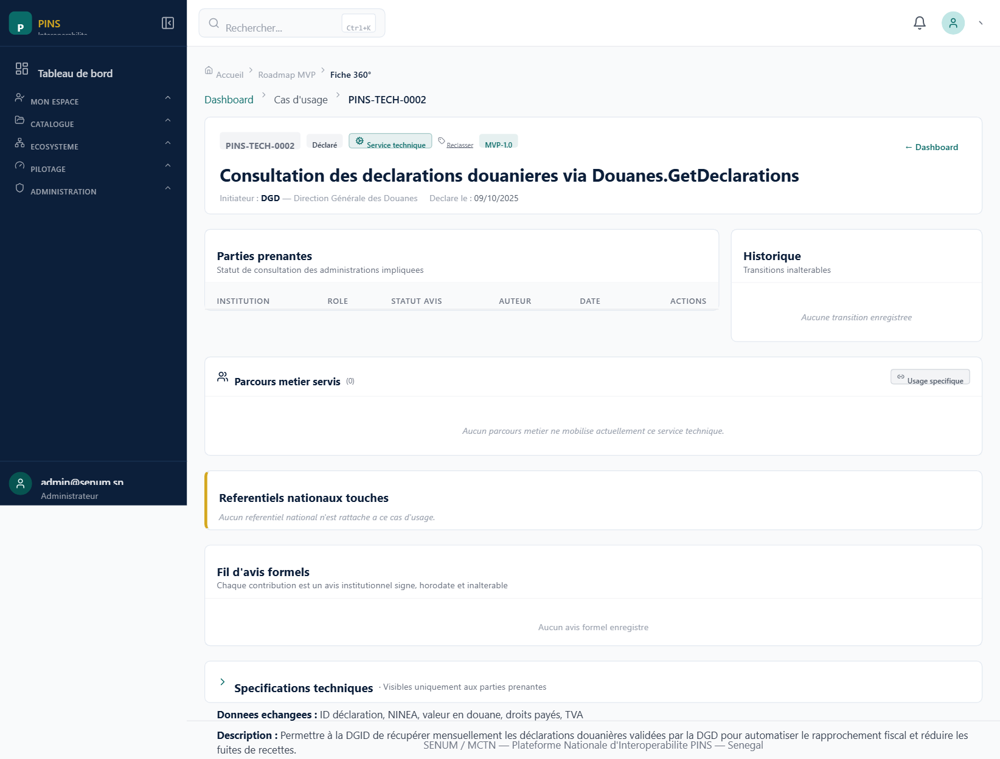 P PINS
Interoperabilite
Rechercher... Ctrl+K
Tableau de bord
MON ESPACE
CATALOGUE
ECOSYSTEME
PILOTAGE
ADMINISTRATION
admin@senum.sn
Administrateur
Accueil Roadmap MVP Fiche 360°
Dashboard Cas d'usage PINS-TECH-0002
PINS-TECH-0002 Déclaré Service technique Reclasser MVP-1.0
← Dashboard
Consultation des declarations douanieres via Douanes.GetDeclarations
Initiateur : DGD — Direction Générale des Douanes Declare le : 09/10/2025
Parties prenantes
Statut de consultation des administrations impliquees
INSTITUTION ROLE STATUT AVIS AUTEUR DATE ACTIONS
Historique
Transitions inalterables
Aucune transition enregistree
Parcours metier servis (0)
Usage specifique
Aucun parcours metier ne mobilise actuellement ce service technique.
Referentiels nationaux touches
Aucun referentiel national n'est rattache a ce cas d'usage.
Fil d'avis formels
Chaque contribution est un avis institutionnel signe, horodate et inalterable
Aucun avis formel enregistre
Specifications techniques · Visibles uniquement aux parties prenantes
Donnees echangees : ID déclaration, NINEA, valeur en douane, droits payés, TVA
Description : Permettre à la DGID de récupérer mensuellement les déclarations douanières validées par la DGD pour automatiser le rapprochement fiscal et réduire les
fuites de recettes.
SENUM / MCTN — Plateforme Nationale d'Interoperabilite PINS — Senegal